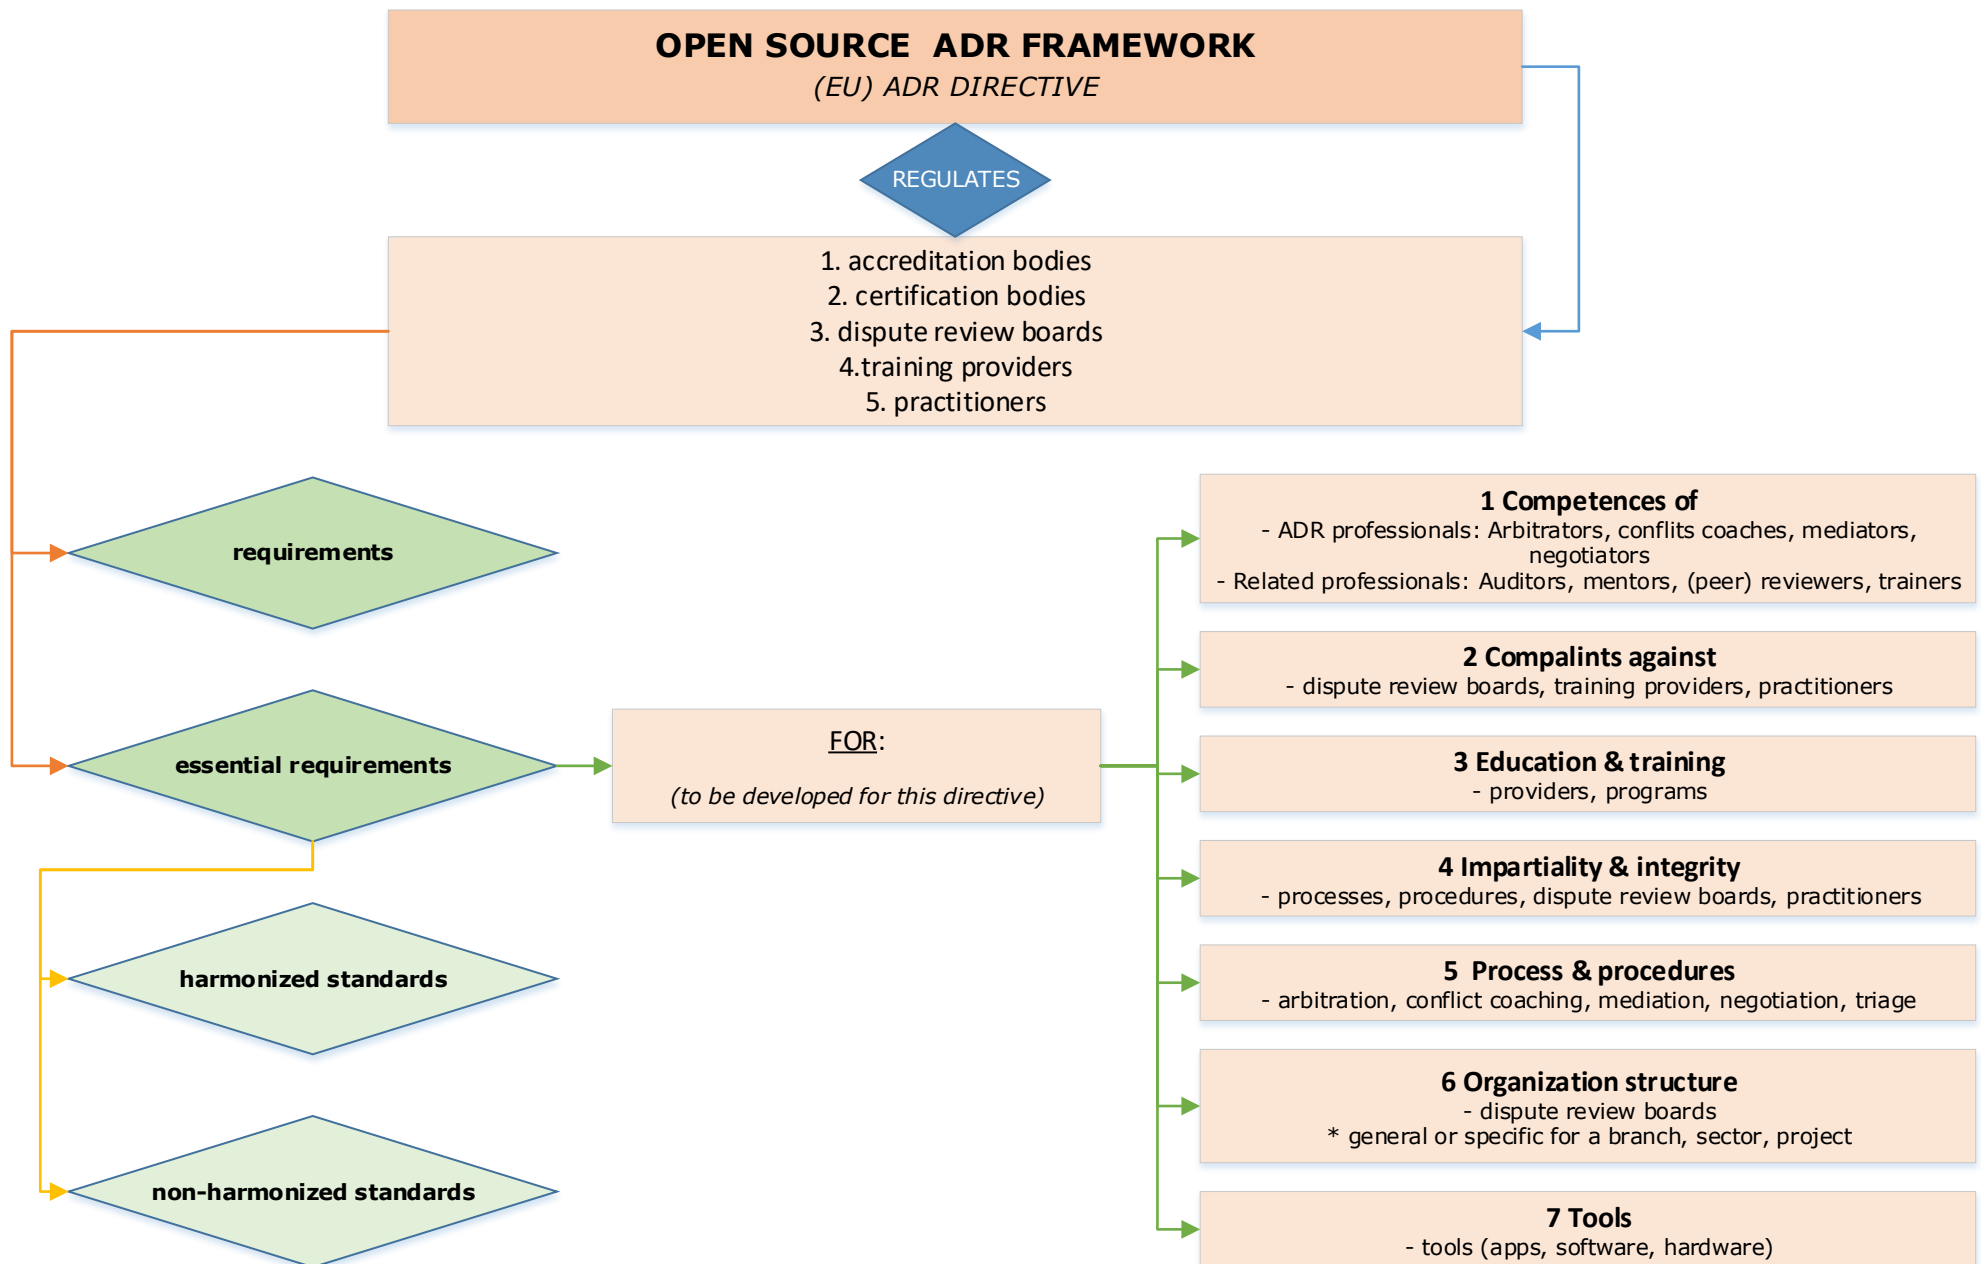 OPEN SOURCE ADR FRAMEWORK
(EU) ADR DIRECTIVE
REGULATES
1. accreditation bodies
2. certification bodies
3. dispute review boards
4.training providers
5. practitioners
requirements
essential requirements
harmonized standards
non-harmonized standards
FOR:
(to be developed for this directive)
1 Competences of
- ADR professionals: Arbitrators, conflits coaches, mediators,
negotiators
- Related professionals: Auditors, mentors, (peer) reviewers, trainers
2 Compalints against
- dispute review boards, training providers, practitioners
3 Education & training
- providers, programs
4 Impartiality & integrity
- processes, procedures, dispute review boards, practitioners
5 Process & procedures
- arbitration, conflict coaching, mediation, negotiation, triage
6 Organization structure
- dispute review boards
* general or specific for a branch, sector, project
7 Tools
- tools (apps, software, hardware)